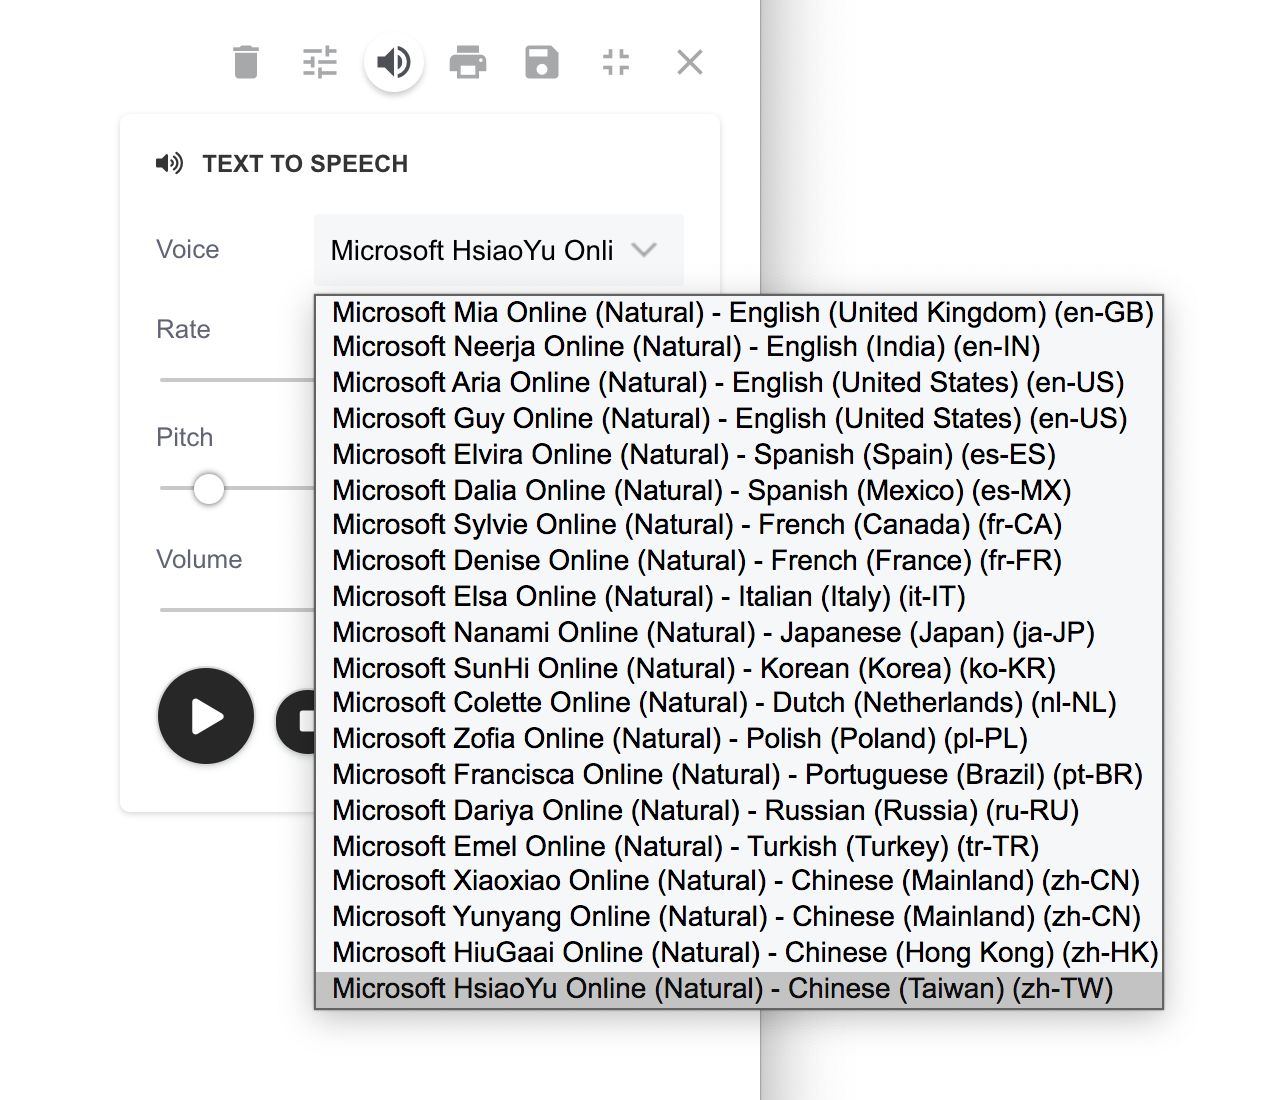 TEXT TO SPEECH
Voice
Microsoft HsiaoYu Onli
Rate
Pitch
Volume
Microsoft Mia Online (Natural) - English (United Kingdom) (en-GB)
Microsoft Neerja Online (Natural) - English (India) (en-IN)
Microsoft Aria Online (Natural) - English (United States) (en-US)
Microsoft Guy Online (Natural) - English (United States) (en-US)
Microsoft Elvira Online (Natural) - Spanish (Spain) (es-ES)
Microsoft Dalia Online (Natural) - Spanish (Mexico) (es-MX)
Microsoft Sylvie Online (Natural) - French (Canada) (fr-CA)
Microsoft Denise Online (Natural) - French (France) (fr-FR)
Microsoft Elsa Online (Natural) - Italian (Italy) (it-IT)
Microsoft Nanami Online (Natural) - Japanese (Japan) (ja-JP)
Microsoft SunHi Online (Natural) - Korean (Korea) (ko-KR)
Microsoft Colette Online (Natural) - Dutch (Netherlands) (nl-NL)
Microsoft Zofia Online (Natural) - Polish (Poland) (pl-PL)
Microsoft Francisca Online (Natural) - Portuguese (Brazil) (pt-BR)
Microsoft Dariya Online (Natural) - Russian (Russia) (ru-RU)
Microsoft Emel Online (Natural) - Turkish (Turkey) (tr-TR)
Microsoft Xiaoxiao Online (Natural) - Chinese (Mainland) (zh-CN)
Microsoft Yunyang Online (Natural) - Chinese (Mainland) (zh-CN)
Microsoft HiuGaai Online (Natural) - Chinese (Hong Kong) (zh-HK)
Microsoft HsiaoYu Online (Natural) - Chinese (Taiwan) (zh-TW)